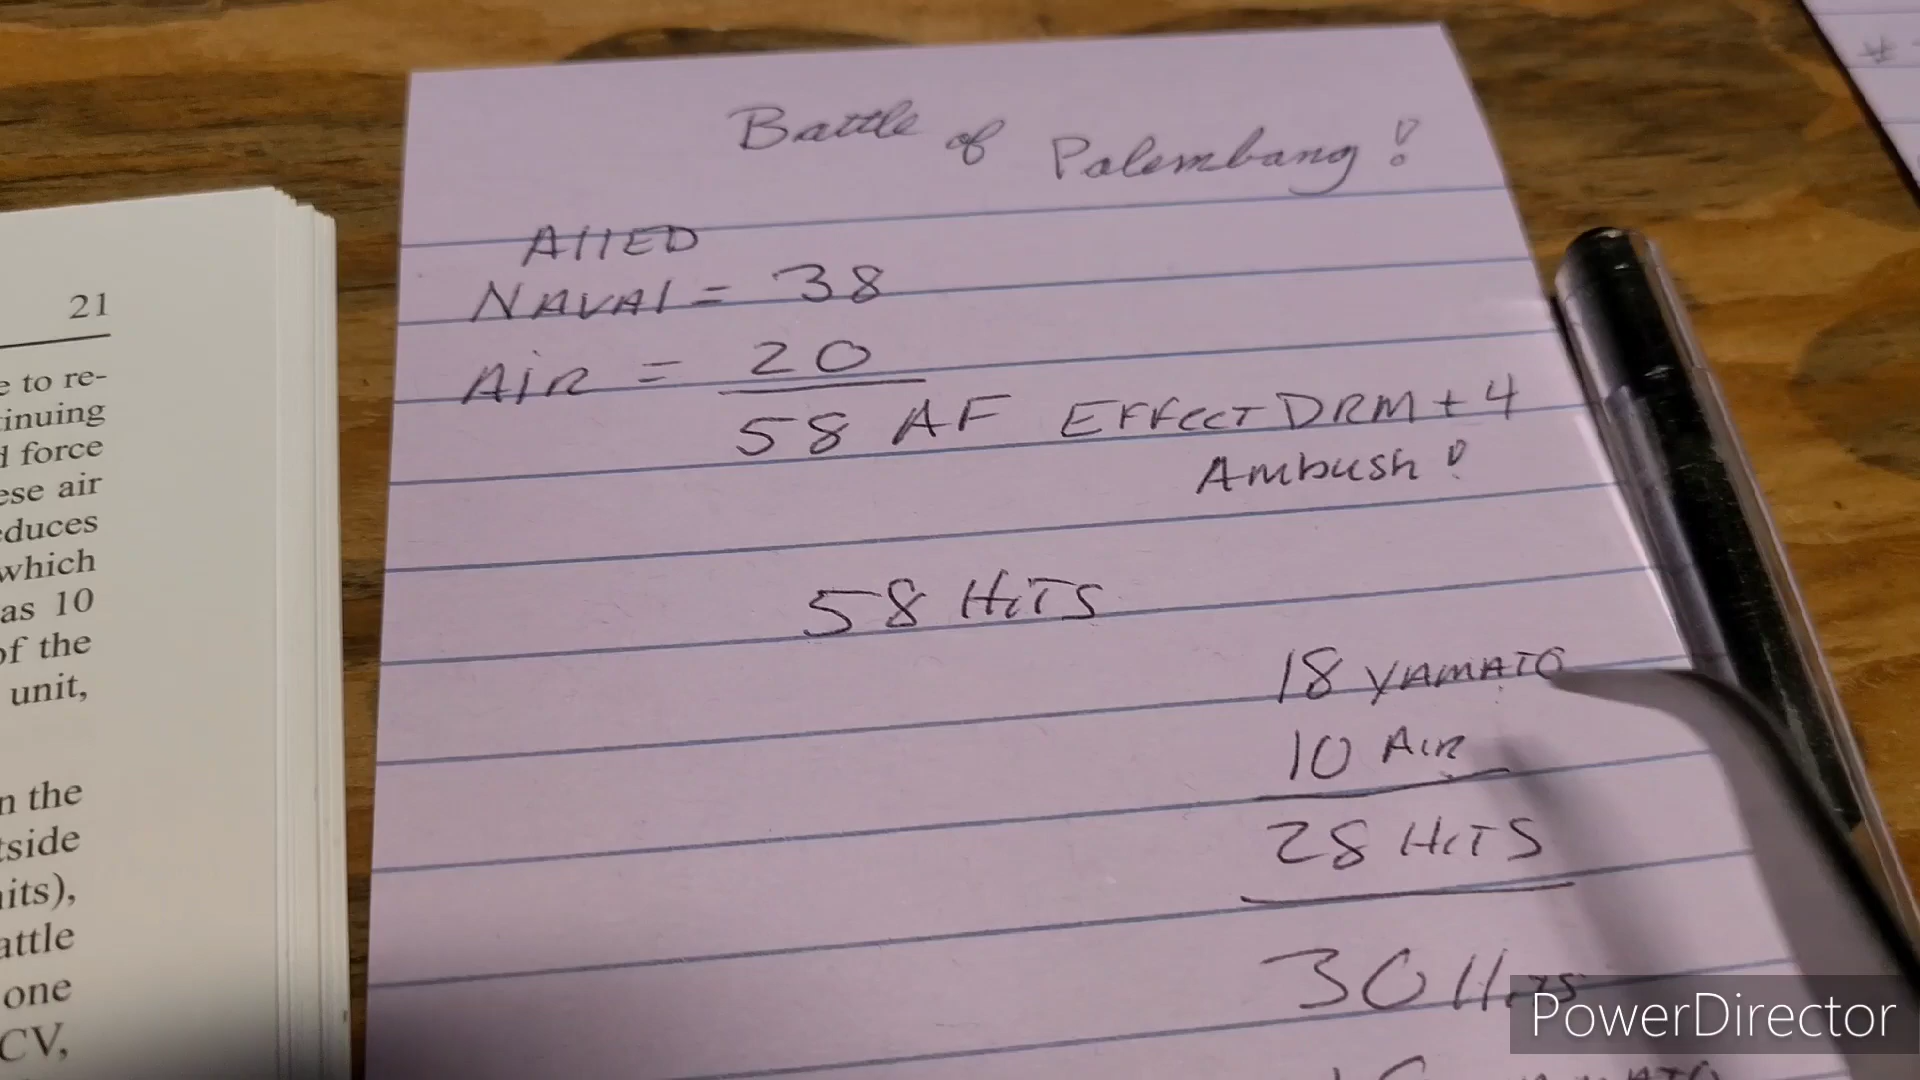 Battle of Palembang!
AllED
NAVAl = 38
AiR = 20
58 AF EFFECT DRM + 4
Ambush!
58 HiTS
18 YAMATO
10 AIR
28 HITS
30 HiTS
21
e to re-
tinuing
d force
ese air
educes
which
as 10
of the
unit,
n the
tside
nits),
attle
one
CV,
PowerDirector